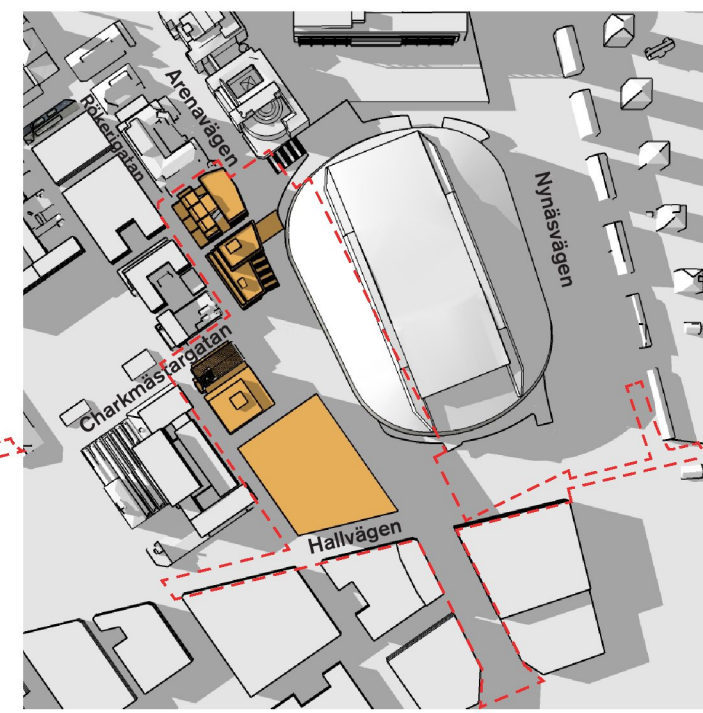 Arenavägen
Rökerigatan
Nynäsvägen
Charkmästargatan
Hallvägen